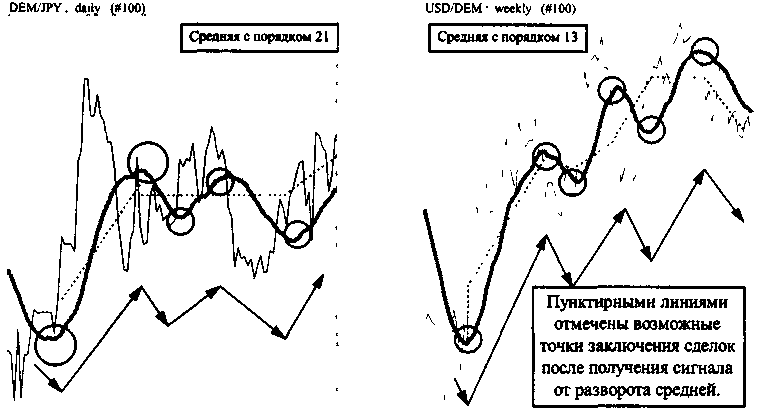 DEM/JPY . daily (#100)
Средняя с порядком 21
USD/DEM · weekly (#100)
Средняя с порядком 13
Пунктирными линиями
отмечены возможные
точки заключения сделок
после получения сигнала
от разворота средней.